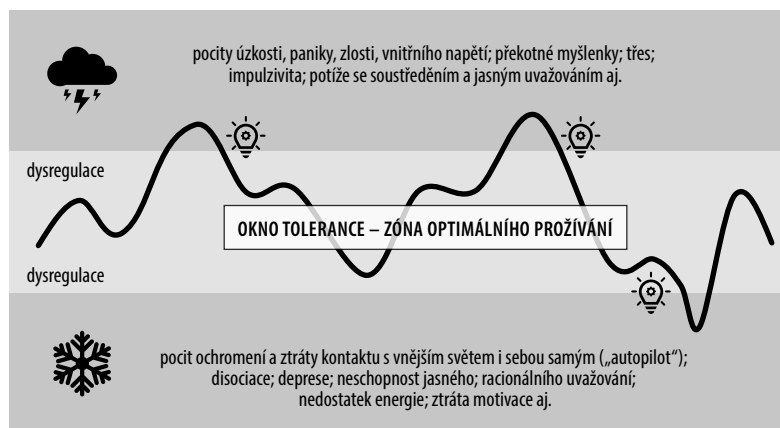 pocity úzkosti, paniky, zlosti, vnitřního napětí; překotné myšlenky; třes;
impulzivita; potíže se soustředěním a jasným uvažováním aj.
dysregulace
OKNO TOLERANCE – ZÓNA OPTIMÁLNÍHO PROŽÍVÁNÍ
dysregulace
pocit ochromení a ztráty kontaktu s vnějším světem i sebou samým („autopilot“);
disociace; deprese; neschopnost jasného; racionálního uvažování;
nedostatek energie; ztráta motivace aj.